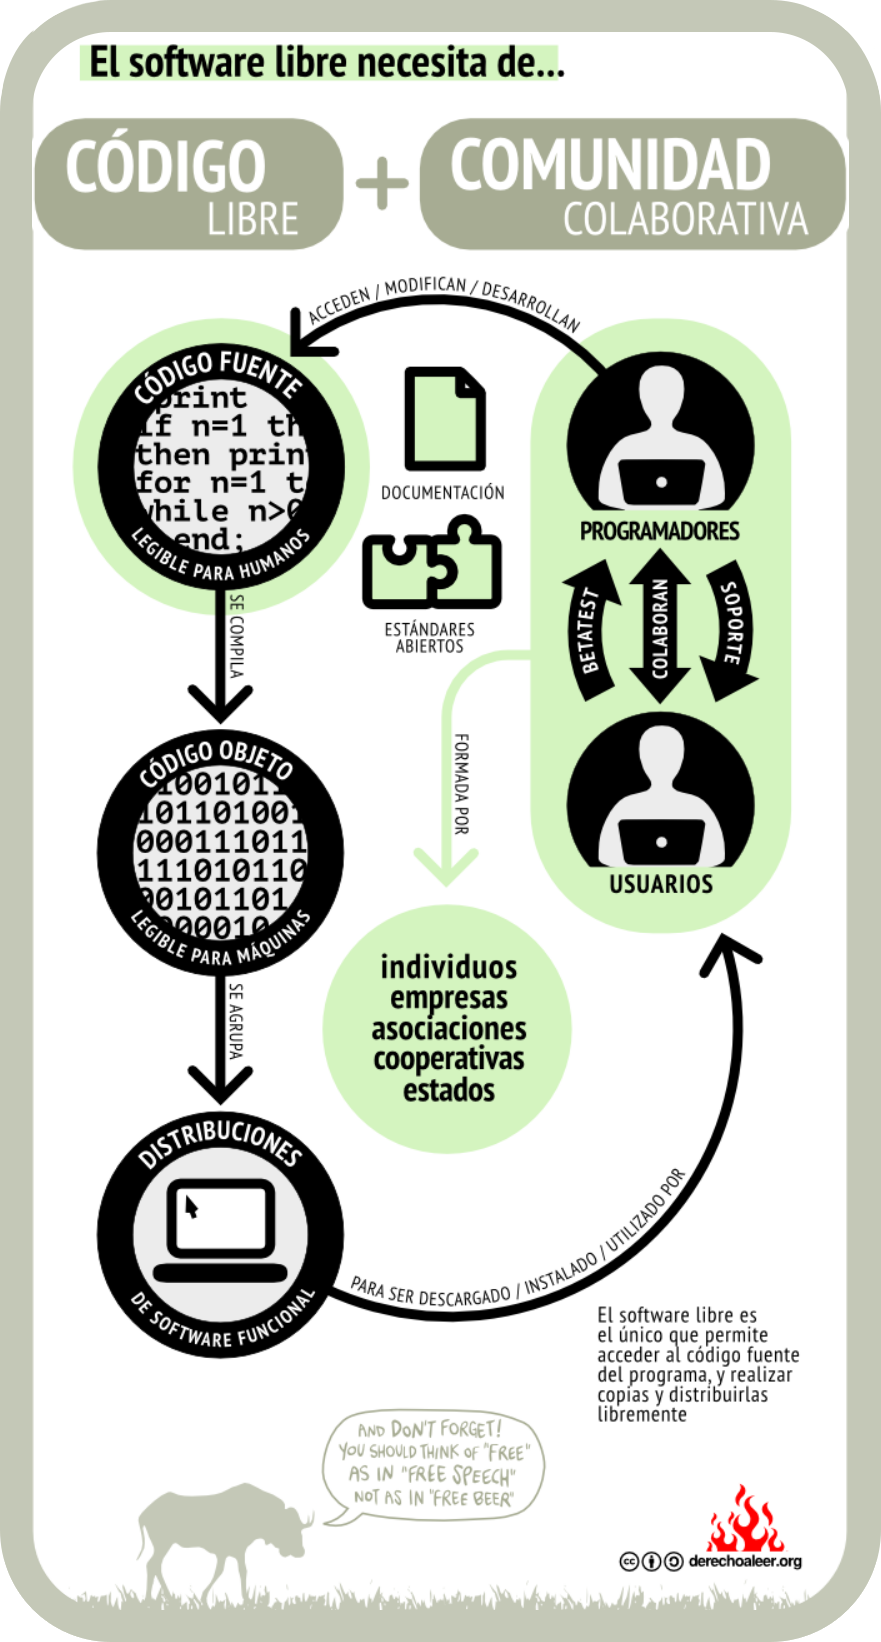 El software libre necesita de...
CÓDIGO
LIBRE
+
COMUNIDAD
COLABORATIVA
ACCEDEN / MODIFICAN / DESARROLLAN
CÓDIGO FUENTE
print
if n=1 th
then prin
for n=1 t
while n>0
end;
LEGIBLE PARA HUMANOS
DOCUMENTACIÓN
ESTÁNDARES
ABIERTOS
PROGRAMADORES
BETATEST
COLABORAN
SOPORTE
USUARIOS
SE COMPILA
CÓDIGO OBJETO
1001011
101101001
000111011
111010110
00101101
000010
LEGIBLE PARA MÁQUINAS
FORMADA POR
individuos
empresas
asociaciones
cooperativas
estados
SE AGRUPA
DISTRIBUCIONES
DE SOFTWARE FUNCIONAL
PARA SER DESCARGADO / INSTALADO / UTILIZADO POR
El software libre es
el único que permite
acceder al código fuente
del programa, y realizar
copias y distribuirlas
libremente
AND DON'T FORGET!
YOU SHOULD THINK OF "FREE"
AS IN "FREE SPEECH"
NOT AS IN "FREE BEER"
cc
derechoaleer.org